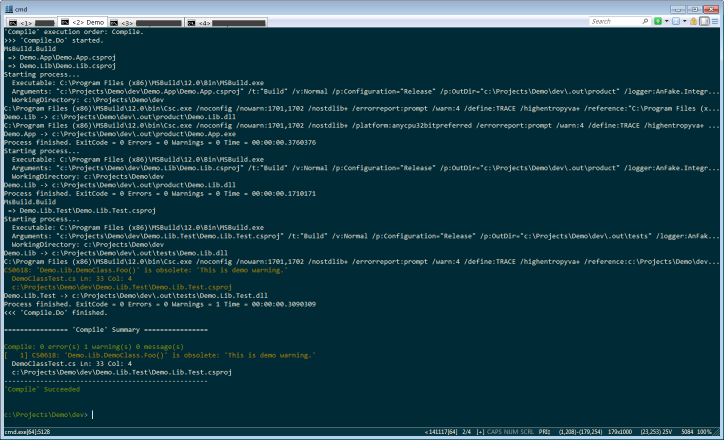 cmd
<1>
<2> Demo
<3>
<4>
Search
'Compile' execution order: Compile.
>>> 'Compile.Do' started.
MsBuild.Build
=> Demo.App\Demo.App.csproj
=> Demo.Lib\Demo.Lib.csproj
Starting process...
Executable: C:\Program Files (x86)\MSBuild\12.0\Bin\MSBuild.exe
Arguments: "c:\Projects\Demo\dev\Demo.App\Demo.App.csproj" /t:"Build" /v:Normal /p:Configuration="Release" /p:OutDir="c:\Projects\Demo\dev\.out\product" /logger:AnFake.Integr...
WorkingDirectory: c:\Projects\Demo\dev
C:\Program Files (x86)\MSBuild\12.0\bin\Csc.exe /noconfig /nowarn:1701,1702 /nostdlib+ /errorreport:prompt /warn:4 /define:TRACE /highentropyva+ /reference:"C:\Program Files (x...
Demo.Lib -> c:\Projects\Demo\dev\.out\product\Demo.Lib.dll
C:\Program Files (x86)\MSBuild\12.0\bin\Csc.exe /noconfig /nowarn:1701,1702 /nostdlib+ /platform:anycpu32bitpreferred /errorreport:prompt /warn:4 /define:TRACE /highentropyva+ ...
Demo.App -> c:\Projects\Demo\dev\.out\product\Demo.App.exe
Process finished. ExitCode = 0 Errors = 0 Warnings = 0 Time = 00:00:00.3760376
Starting process...
Executable: C:\Program Files (x86)\MSBuild\12.0\Bin\MSBuild.exe
Arguments: "c:\Projects\Demo\dev\Demo.Lib\Demo.Lib.csproj" /t:"Build" /v:Normal /p:Configuration="Release" /p:OutDir="c:\Projects\Demo\dev\.out\product" /logger:AnFake.Integr...
WorkingDirectory: c:\Projects\Demo\dev
Demo.Lib -> c:\Projects\Demo\dev\.out\product\Demo.Lib.dll
Process finished. ExitCode = 0 Errors = 0 Warnings = 0 Time = 00:00:00.1710171
MsBuild.Build
=> Demo.Lib.Test\Demo.Lib.Test.csproj
Starting process...
Executable: C:\Program Files (x86)\MSBuild\12.0\Bin\MSBuild.exe
Arguments: "c:\Projects\Demo\dev\Demo.Lib.Test\Demo.Lib.Test.csproj" /t:"Build" /v:Normal /p:Configuration="Release" /p:OutDir="c:\Projects\Demo\dev\.out\tests" /logger:AnFak...
WorkingDirectory: c:\Projects\Demo\dev
Demo.Lib -> c:\Projects\Demo\dev\.out\tests\Demo.Lib.dll
C:\Program Files (x86)\MSBuild\12.0\bin\Csc.exe /noconfig /nowarn:1701,1702 /nostdlib+ /errorreport:prompt /warn:4 /define:TRACE /highentropyva+ /reference:c:\Projects\Demo\dev...
CS0618: 'Demo.Lib.DemoClass.Foo()' is obsolete: 'This is demo warning.'
DemoClassTest.cs Ln: 33 Col: 4
c:\Projects\Demo\dev\Demo.Lib.Test\Demo.Lib.Test.csproj
Demo.Lib.Test -> c:\Projects\Demo\dev\.out\tests\Demo.Lib.Test.dll
Process finished. ExitCode = 0 Errors = 0 Warnings = 1 Time = 00:00:00.3090309
<<< 'Compile.Do' finished.
================ 'Compile' Summary ================
Compile: 0 error(s) 1 warning(s) 0 message(s)
[ 1] CS0618: 'Demo.Lib.DemoClass.Foo()' is obsolete: 'This is demo warning.'
DemoClassTest.cs Ln: 33 Col: 4
c:\Projects\Demo\dev\Demo.Lib.Test\Demo.Lib.Test.csproj
---------------------------------------------------
'Compile' Succeeded
c:\Projects\Demo\dev>
cmd.exe[64]:5128
<141117[64] 2/4 [+] CAPS NUM SCRL PRI: (1,208)-(179,254) 179x1000 (23,253) 25V 5084 100%